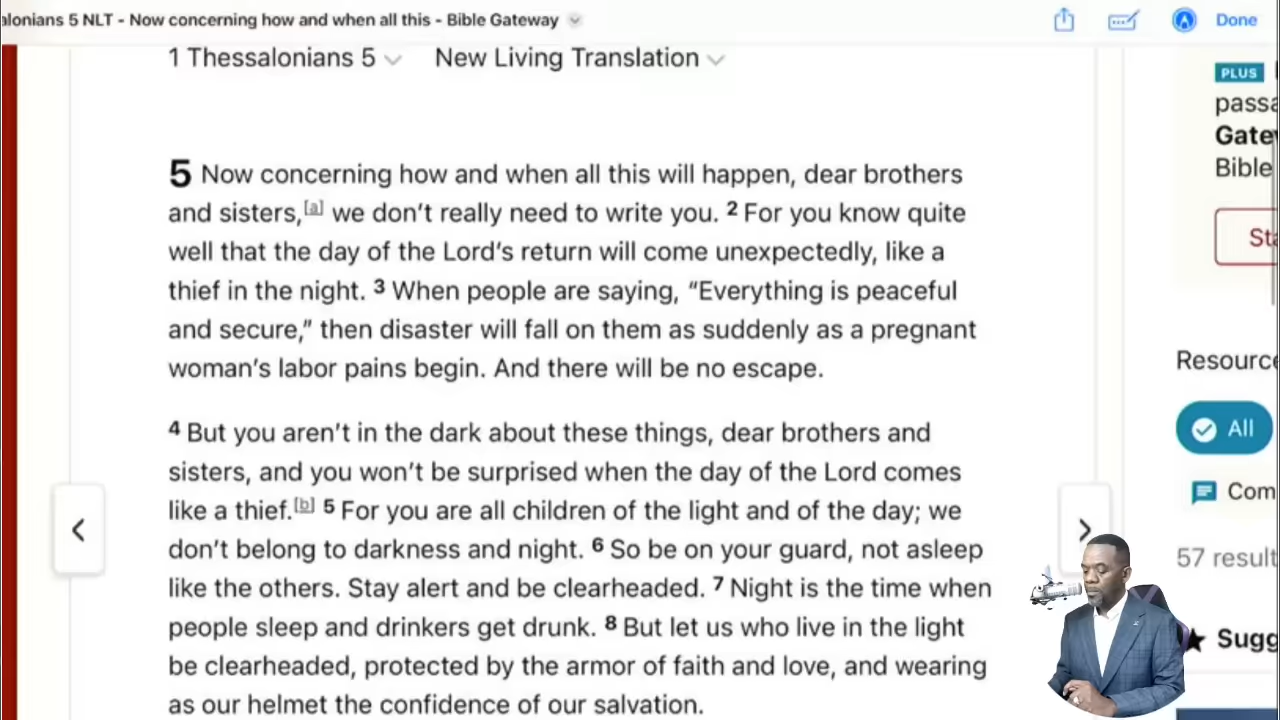 alonians 5 NLT - Now concerning how and when all this - Bible Gateway
Done
1 Thessalonians 5
New Living Translation
5 Now concerning how and when all this will happen, dear brothers
and sisters,[a] we don’t really need to write you. 2 For you know quite
well that the day of the Lord’s return will come unexpectedly, like a
thief in the night. 3 When people are saying, “Everything is peaceful
and secure,” then disaster will fall on them as suddenly as a pregnant
woman’s labor pains begin. And there will be no escape.
4 But you aren’t in the dark about these things, dear brothers and
sisters, and you won’t be surprised when the day of the Lord comes
like a thief.[b] 5 For you are all children of the light and of the day; we
don’t belong to darkness and night. 6 So be on your guard, not asleep
like the others. Stay alert and be clearheaded. 7 Night is the time when
people sleep and drinkers get drunk. 8 But let us who live in the light
be clearheaded, protected by the armor of faith and love, and wearing
as our helmet the confidence of our salvation.
PLUS
passa
Gate
Bible
Sta
Resource
All
Com
57 result
Sugg